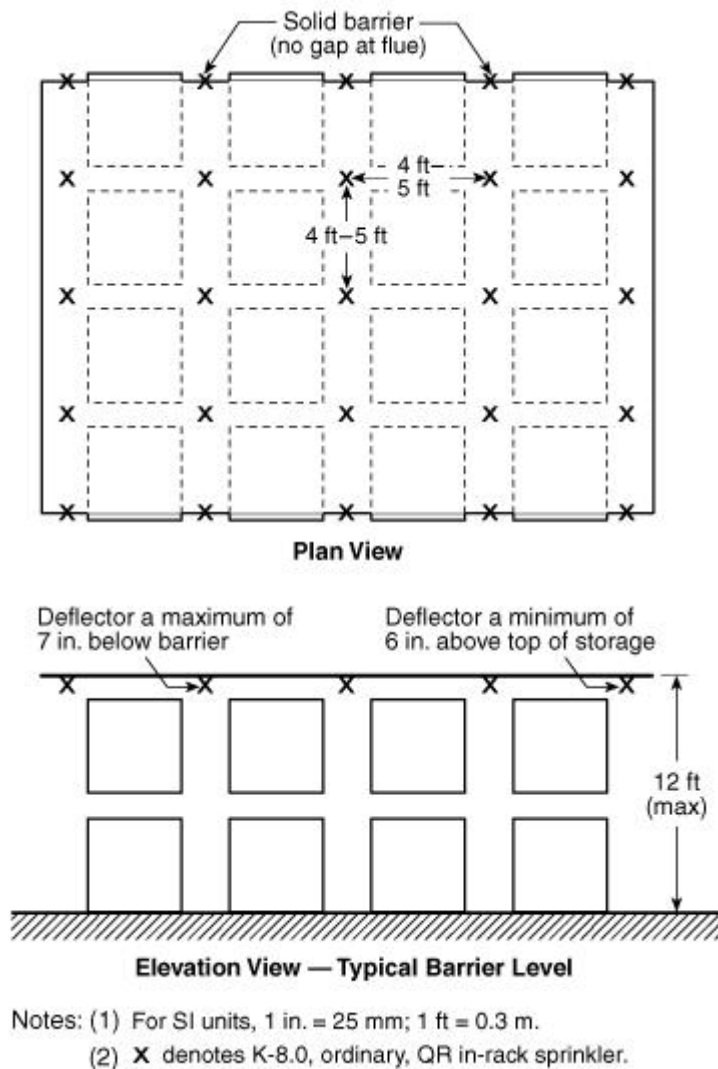 Solid barrier
(no gap at flue)
X X X X X
X X X X X
4 ft–
5 ft
4 ft–5 ft
X X X X X
X X X X X
X X X X X
Plan View
Deflector a maximum of
7 in. below barrier
Deflector a minimum of
6 in. above top of storage
X X X X X
12 ft
(max)
Elevation View — Typical Barrier Level
Notes: (1) For SI units, 1 in. = 25 mm; 1 ft = 0.3 m.
(2) X denotes K-8.0, ordinary, QR in-rack sprinkler.